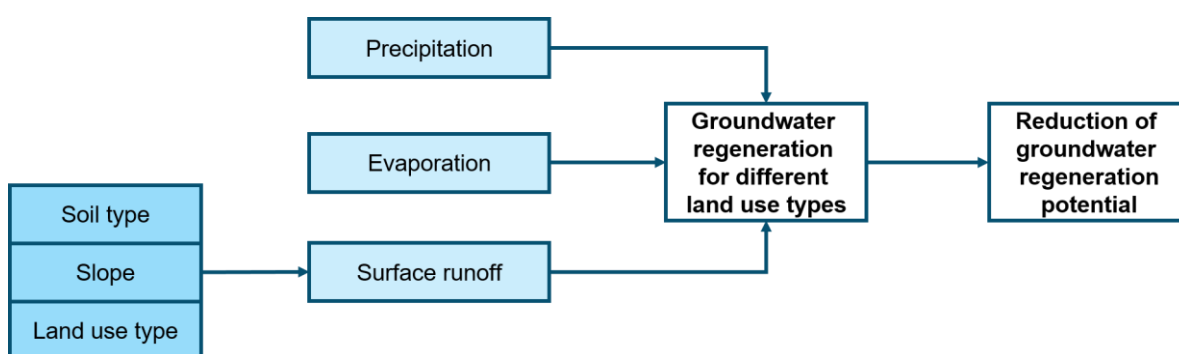 Precipitation
Evaporation
Soil type
Slope
Land use type
Surface runoff
Groundwater
regeneration
for different
land use types
Reduction of
groundwater
regeneration
potential